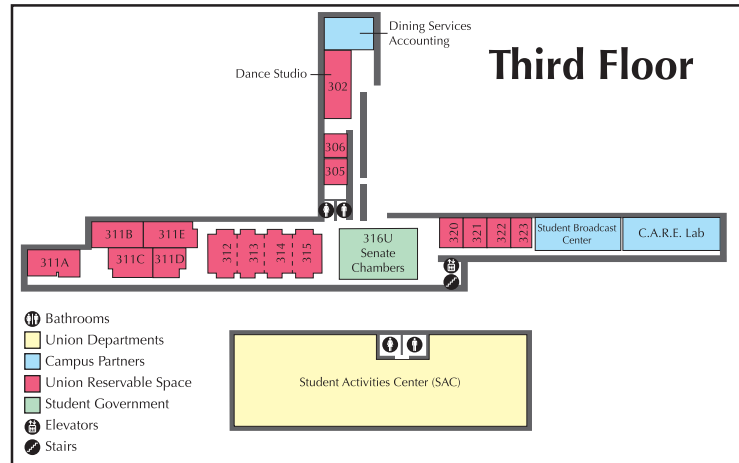 Third Floor
Dining Services
Accounting
Dance Studio
302
306
305
311A
311B
311E
311C
311D
312
313
314
315
316U
Senate
Chambers
320
321
322
323
Student Broadcast
Center
C.A.R.E. Lab
Bathrooms
Union Departments
Campus Partners
Union Reservable Space
Student Government
Elevators
Stairs
Student Activities Center (SAC)